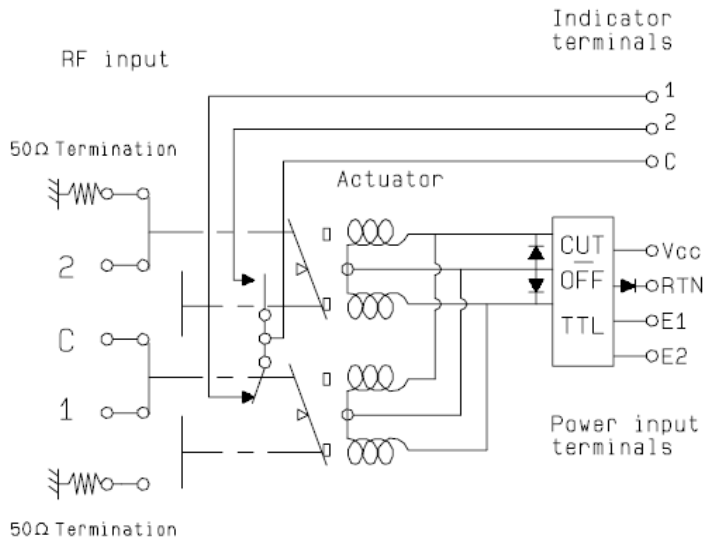 Indicator
terminals
RF input
1
2
C
50Ω Termination
Actuator
2
C
1
CUT
OFF
TTL
Vcc
RTN
E1
E2
Power input
terminals
50Ω Termination